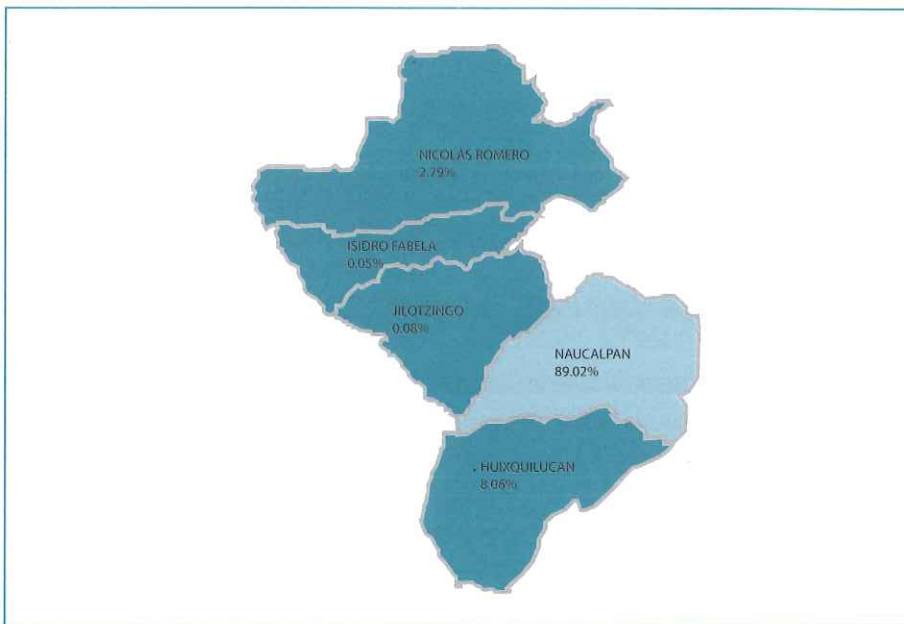 NICOLÁS ROMERO
2.79%
ISIDRO FABELA
0.05%
JILOTZINGO
0.08%
NAUCALPAN
89.02%
HUIXQUILUCAN
8.06%